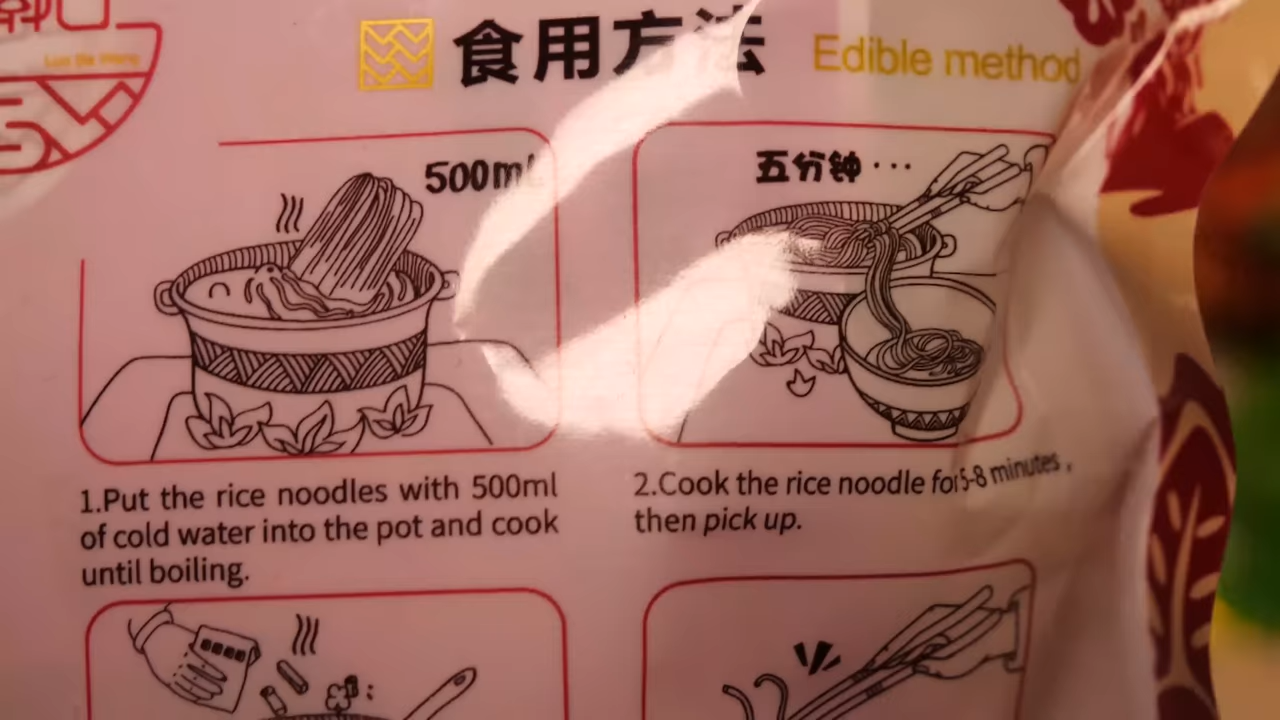 食用方法 Edible method
500ml
五分钟···
1.Put the rice noodles with 500ml
of cold water into the pot and cook
until boiling.
2.Cook the rice noodle for 5-8 minutes,
then pick up.